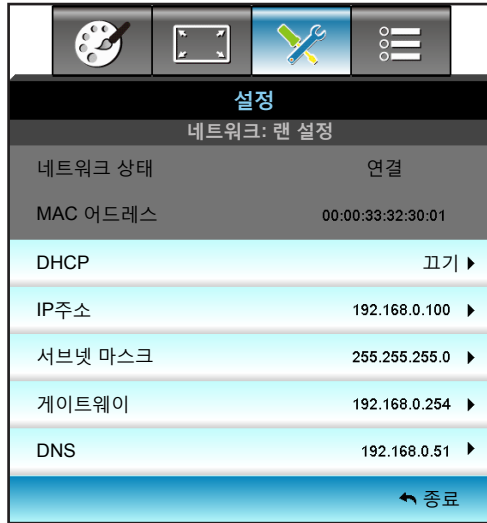 설정
네트워크: 랜 설정
네트워크 상태 연결
MAC 어드레스 00:00:33:32:30:01
DHCP 끄기
IP주소 192.168.0.100
서브넷 마스크 255.255.255.0
게이트웨이 192.168.0.254
DNS 192.168.0.51
종료